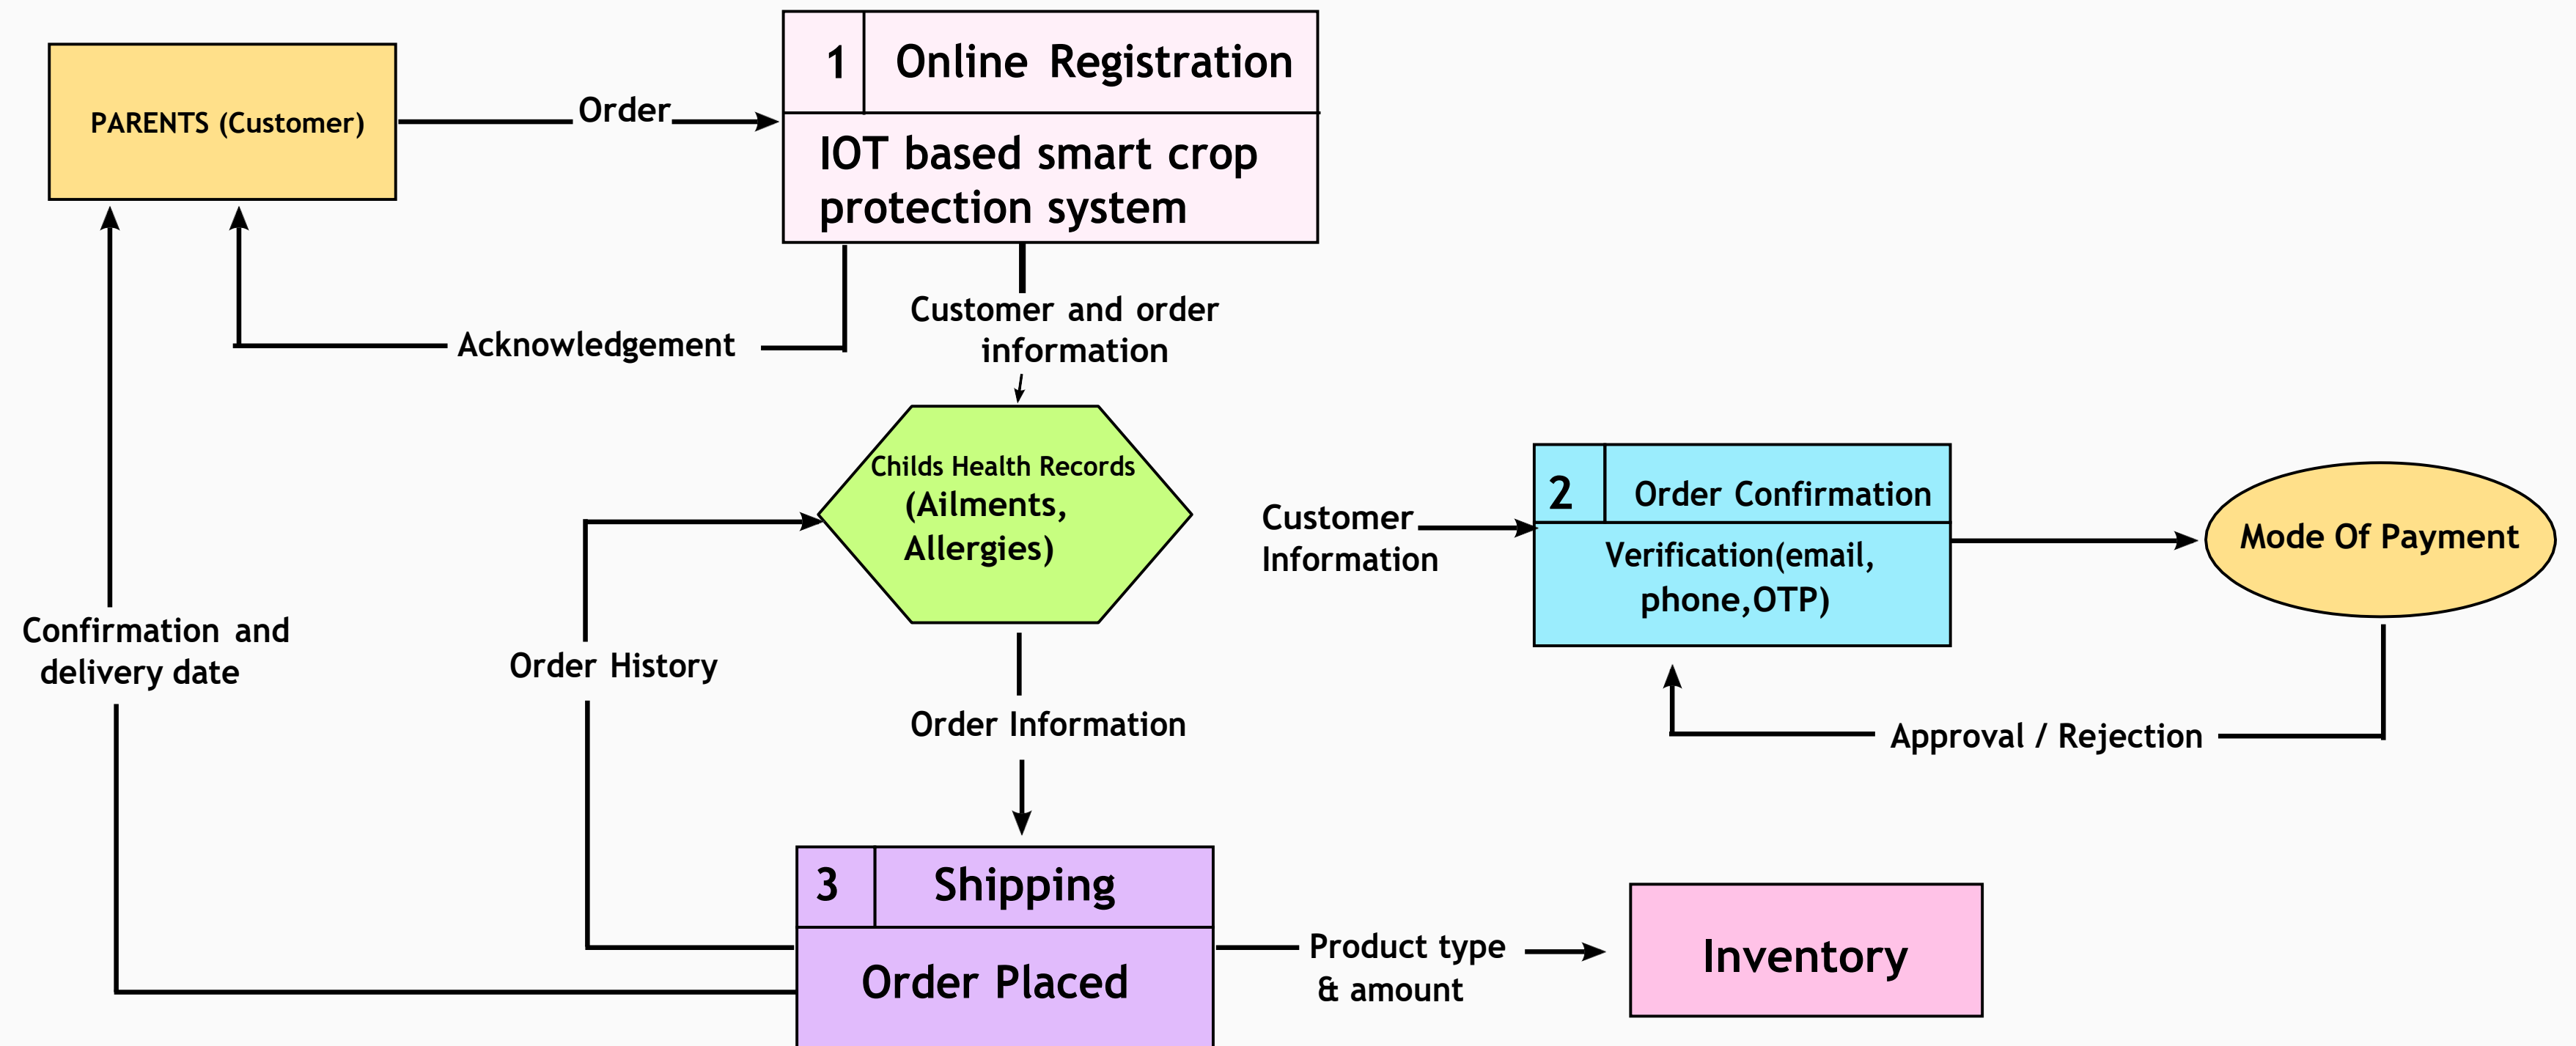 1
Online Registration
PARENTS (Customer)
Order
IOT based smart crop
protection system
Customer and order
information
Acknowledgement
Childs Health Records
(Ailments,
Allergies)
Customer
Information
2
Order Confirmation
Verification(email,
phone,OTP)
Mode Of Payment
Confirmation and
delivery date
Order History
Order Information
Approval / Rejection
3
Shipping
Order Placed
Product type
& amount
Inventory